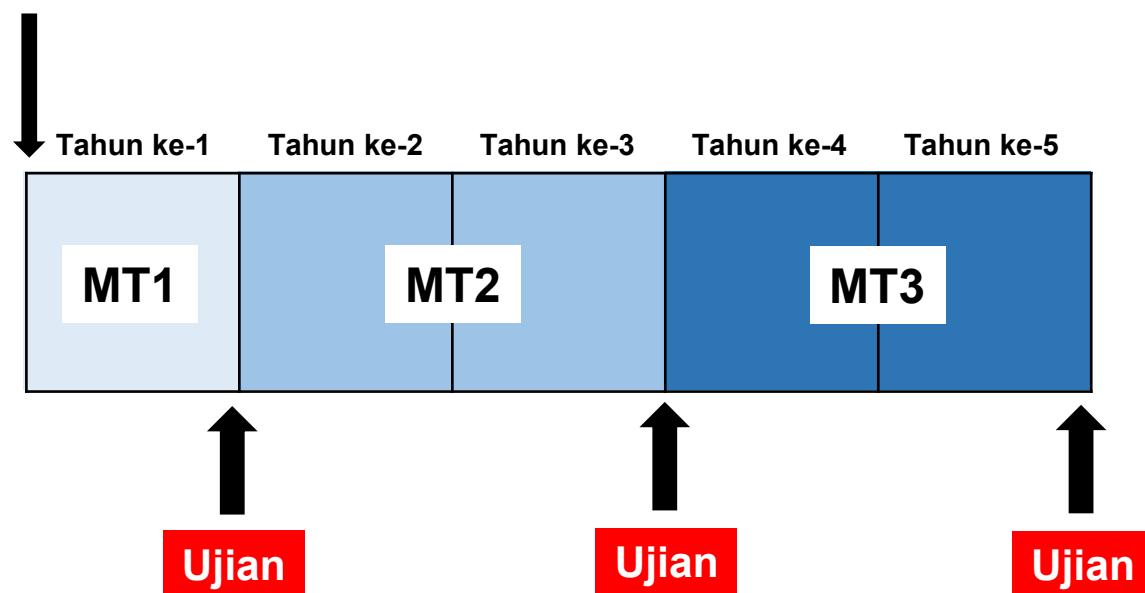 Tahun ke-1
Tahun ke-2
Tahun ke-3
Tahun ke-4
Tahun ke-5
MT1
MT2
MT3
Ujian
Ujian
Ujian